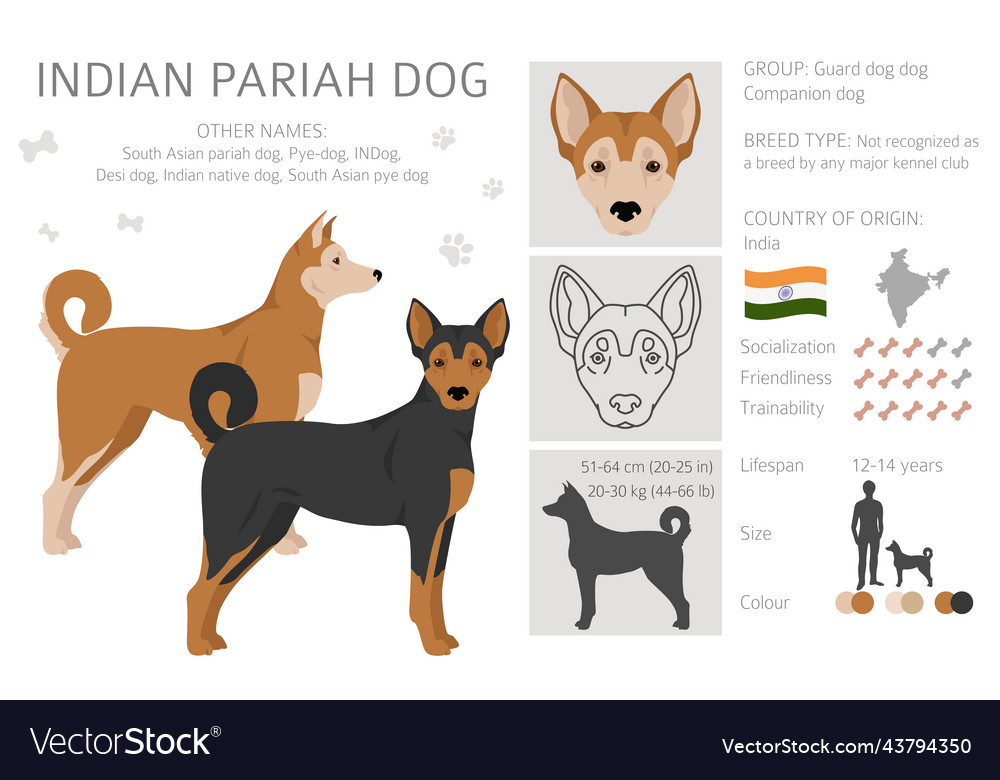 INDIAN PARIAH DOG
OTHER NAMES:
South Asian pariah dog, Pye-dog, INDog,
Desi dog, Indian native dog, South Asian pye dog
51-64 cm (20-25 in)
20-30 kg (44-66 lb)
GROUP: Guard dog dog
Companion dog
BREED TYPE: Not recognized as
a breed by any major kennel club
COUNTRY OF ORIGIN:
India
Socialization
Friendliness
Trainability
Lifespan 12-14 years
Size
Colour
VectorStock®
VectorStock.com/43794350